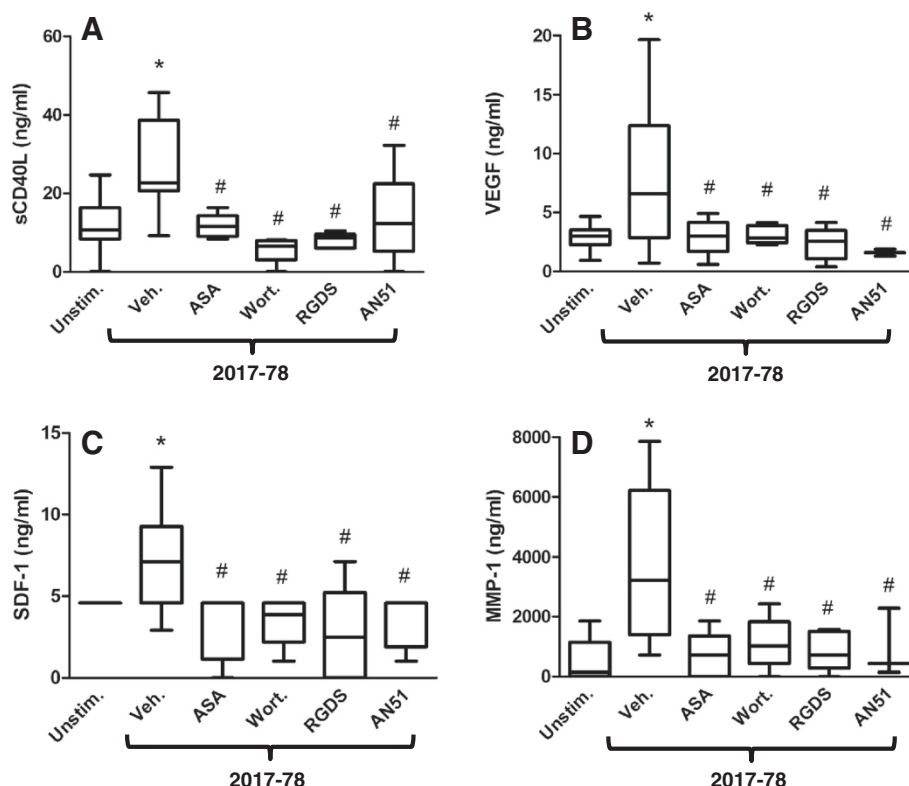 A
sCD40L (ng/ml)
60
40
20
0
*
#
#
#
#
Unstim.
Veh.
ASA
Wort.
RGDS
AN51
2017-78
B
VEGF (ng/ml)
20
15
10
5
0
*
#
#
#
#
Unstim.
Veh.
ASA
Wort.
RGDS
AN51
2017-78
C
SDF-1 (ng/ml)
15
10
5
0
*
#
#
#
#
Unstim.
Veh.
ASA
Wort.
RGDS
AN51
2017-78
D
MMP-1 (ng/ml)
8000
6000
4000
2000
0
*
#
#
#
#
Unstim.
Veh.
ASA
Wort.
RGDS
AN51
2017-78